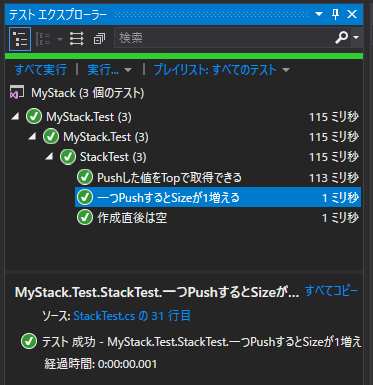 テスト エクスプローラー
検索
すべて実行 | 実行... | プレイリスト: すべてのテスト
MyStack (3 個のテスト)
MyStack.Test (3) 115 ミリ秒
MyStack.Test (3) 115 ミリ秒
StackTest (3) 115 ミリ秒
Pushした値をTopで取得できる 113 ミリ秒
一つPushするとSizeが1増える 1 ミリ秒
作成直後は空 1 ミリ秒
MyStack.Test.StackTest.一つPushするとSizeが... すべてコピー
ソース: StackTest.cs の 31 行目
テスト 成功 - MyStack.Test.StackTest.一つPushするとSizeが1増え
経過時間: 0:00:00.001